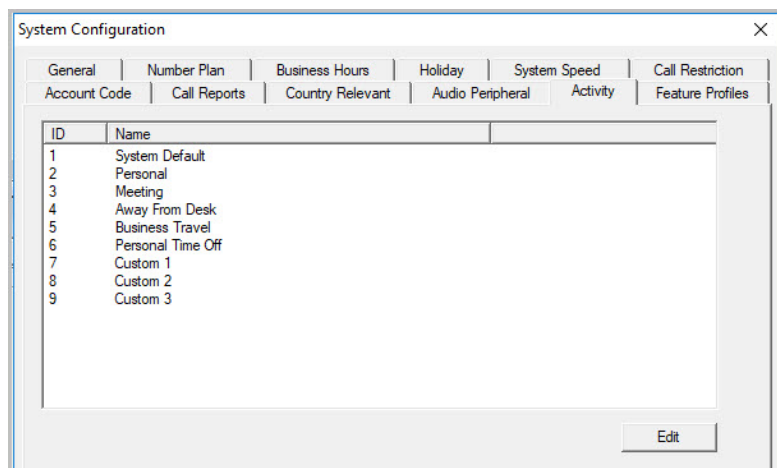 System Configuration
General Number Plan Business Hours Holiday System Speed Call Restriction
Account Code Call Reports Country Relevant Audio Peripheral Activity Feature Profiles
ID Name
1 System Default
2 Personal
3 Meeting
4 Away From Desk
5 Business Travel
6 Personal Time Off
7 Custom 1
8 Custom 2
9 Custom 3
Edit